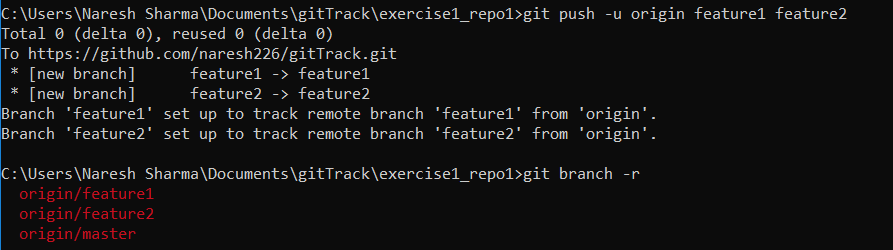 C:\Users\Naresh Sharma\Documents\gitTrack\exercise1_repo1>git push -u origin feature1 feature2
Total 0 (delta 0), reused 0 (delta 0)
To https://github.com/naresh226/gitTrack.git
 * [new branch]      feature1 -> feature1
 * [new branch]      feature2 -> feature2
Branch 'feature1' set up to track remote branch 'feature1' from 'origin'.
Branch 'feature2' set up to track remote branch 'feature2' from 'origin'.
C:\Users\Naresh Sharma\Documents\gitTrack\exercise1_repo1>git branch -r
  origin/feature1
  origin/feature2
  origin/master